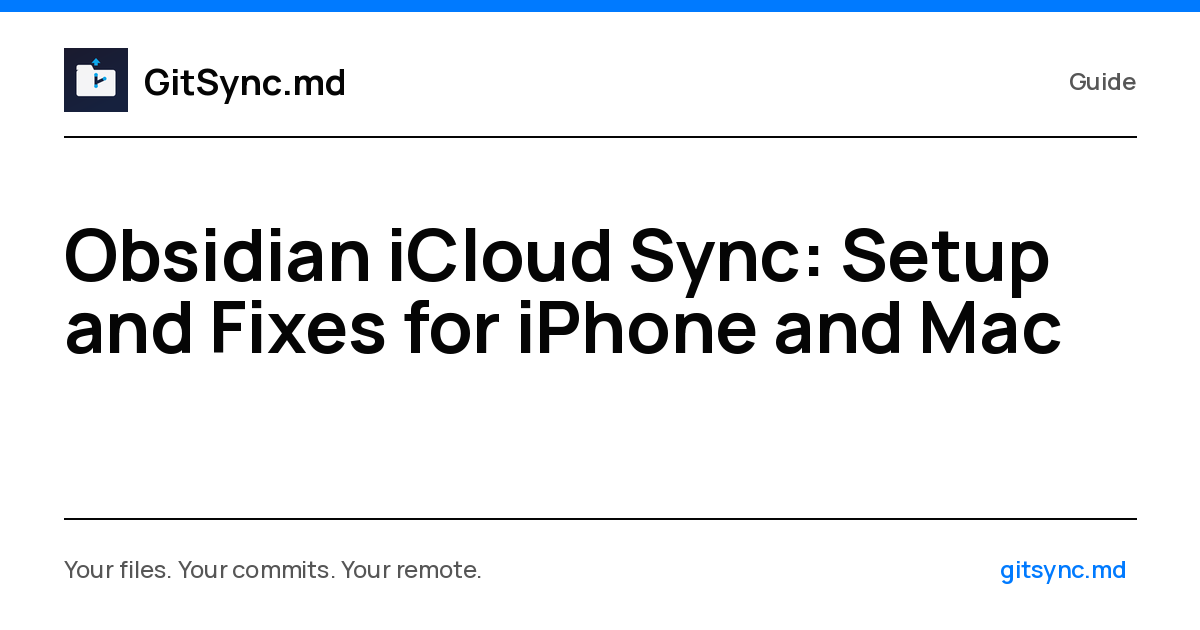 GitSync.md
Guide
Obsidian iCloud Sync: Setup
and Fixes for iPhone and Mac
Your files. Your commits. Your remote.
gitsync.md